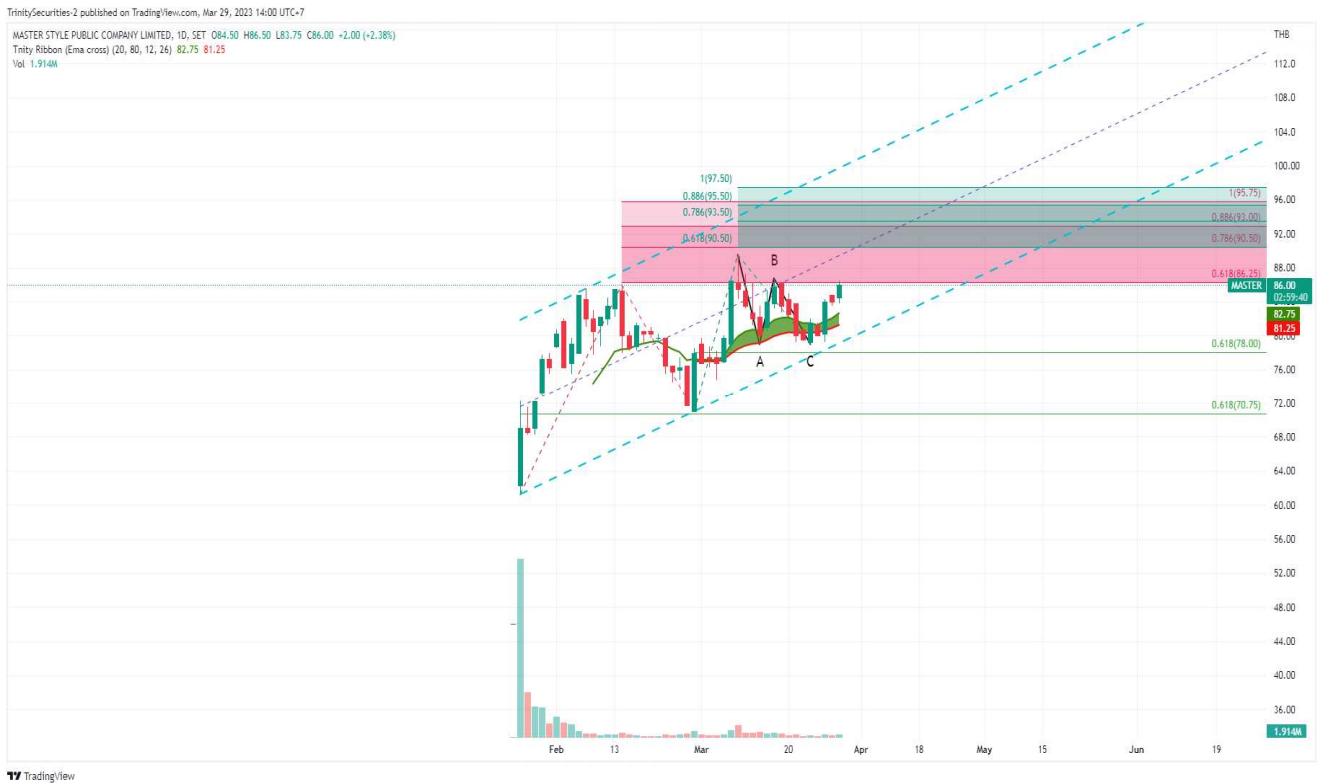 TrinitySecurities-2 published on TradingView.com, Mar 29, 2023 14:00 UTC+7
MASTER STYLE PUBLIC COMPANY LIMITED, 1D, SET O84.50 H86.50 L83.75 C86.00 +2.00 (+2.38%)
Tnity Ribbon (Ema cross) (20, 80, 12, 26) 82.75 81.25
Vol 1.914M
THB
112.0
108.0
104.0
100.00
1(97.50)
0.886(95.50)
1(95.75)
96.00
0.786(93.50)
0.886(93.00)
92.00
0.618(90.50)
0.786(90.50)
B
88.00
0.618(86.25)
MASTER 86.00
02:59:40
82.75
81.25
80.00
0.618(78.00)
A
C
76.00
72.00
0.618(70.75)
68.00
64.00
60.00
56.00
52.00
48.00
44.00
40.00
36.00
1.914M
Feb 13 Mar 20 Apr 18 May 15 Jun 19
TradingView